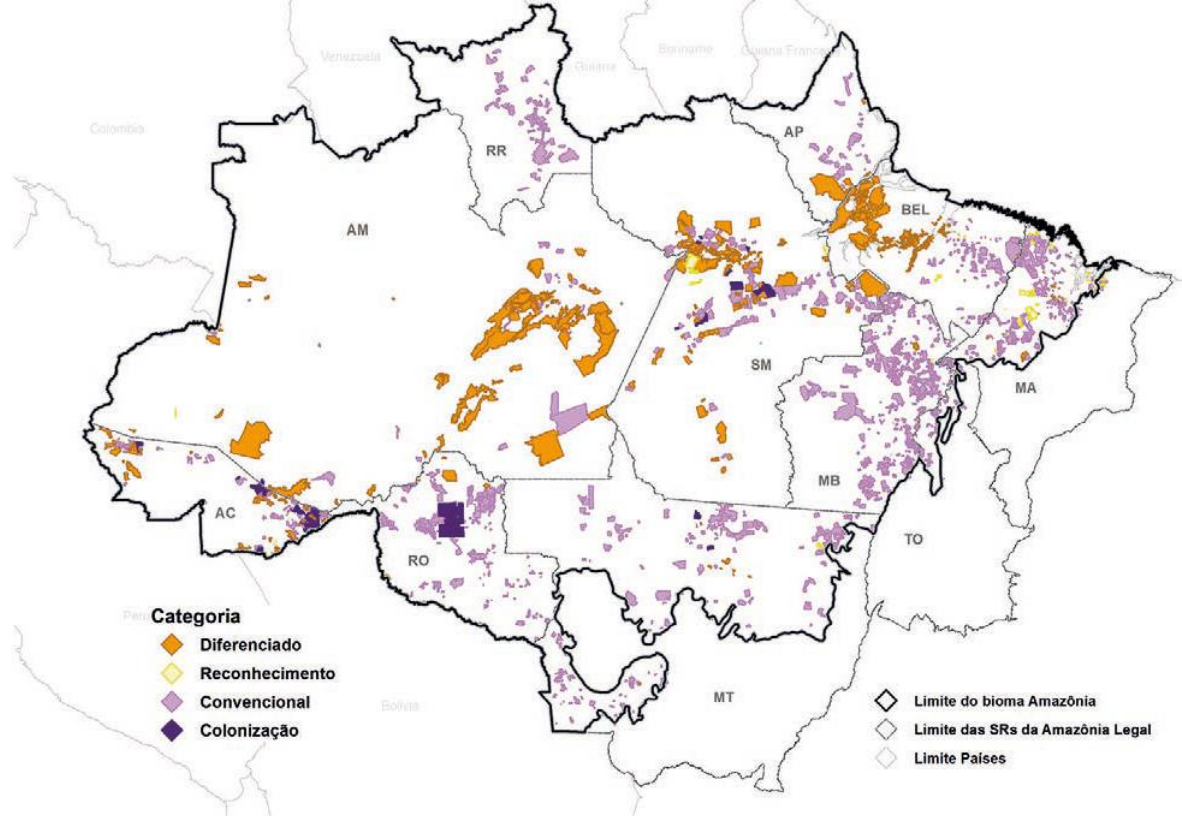 Venezuela
Suriname
Guiana Francesa
Guiana
Colombia
AP
RR
BEL
AM
SM
MA
MB
AC
TO
RO
Categoria
Peru
Diferenciado
Reconhecimento
Convencional
Colonização
Bolívia
MT
Limite do bioma Amazônia
Limite das SRs da Amazônia Legal
Limite Países